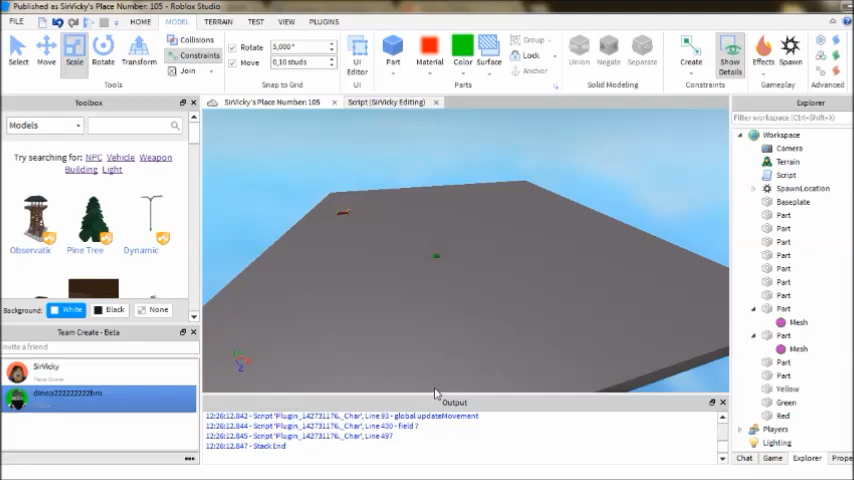 Published as SirVicky's Place Number: 105 - Roblox Studio
FILE HOME MODEL TERRAIN TEST VIEW PLUGINS
Select Move Scale Rotate Transform
Collisions
Constraints
Join
Tools
Rotate 5,000°
Move 0,10 studs
Snap to Grid
UI Editor
UI
Part Material Color Surface
Group
Lock
Anchor
Parts
Union Negate Separate
Solid Modeling
Create Show Details
Constraints
Effects Spawn
Gameplay
Advanced
Toolbox
SirVicky's Place Number: 105
Script (SirVicky Editing)
Explorer
Models
Filter workspace (Ctrl+Shift+X)
Try searching for: NPC Vehicle Weapon
Building Light
Pine Tree Dynamic
Background: White Black None
Team Create - Beta
SirVicky
Workspace
Camera
Terrain
Script
SpawnLocation
Baseplate
Part
Part
Part
Part
Part
Part
Part
Part
Mesh
Part
Mesh
Part
Part
Yellow
Green
Red
Players
Lighting
Z
Output
12:26:12.842 - Script 'Plugin_142731176._Char', Line 93 - global updateMovement
12:26:12.844 - Script 'Plugin_142731176._Char', Line 430 - field ?
12:26:12.845 - Script 'Plugin_142731176._Char', Line 497
12:26:12.847 - Stack End
Chat Game Explorer